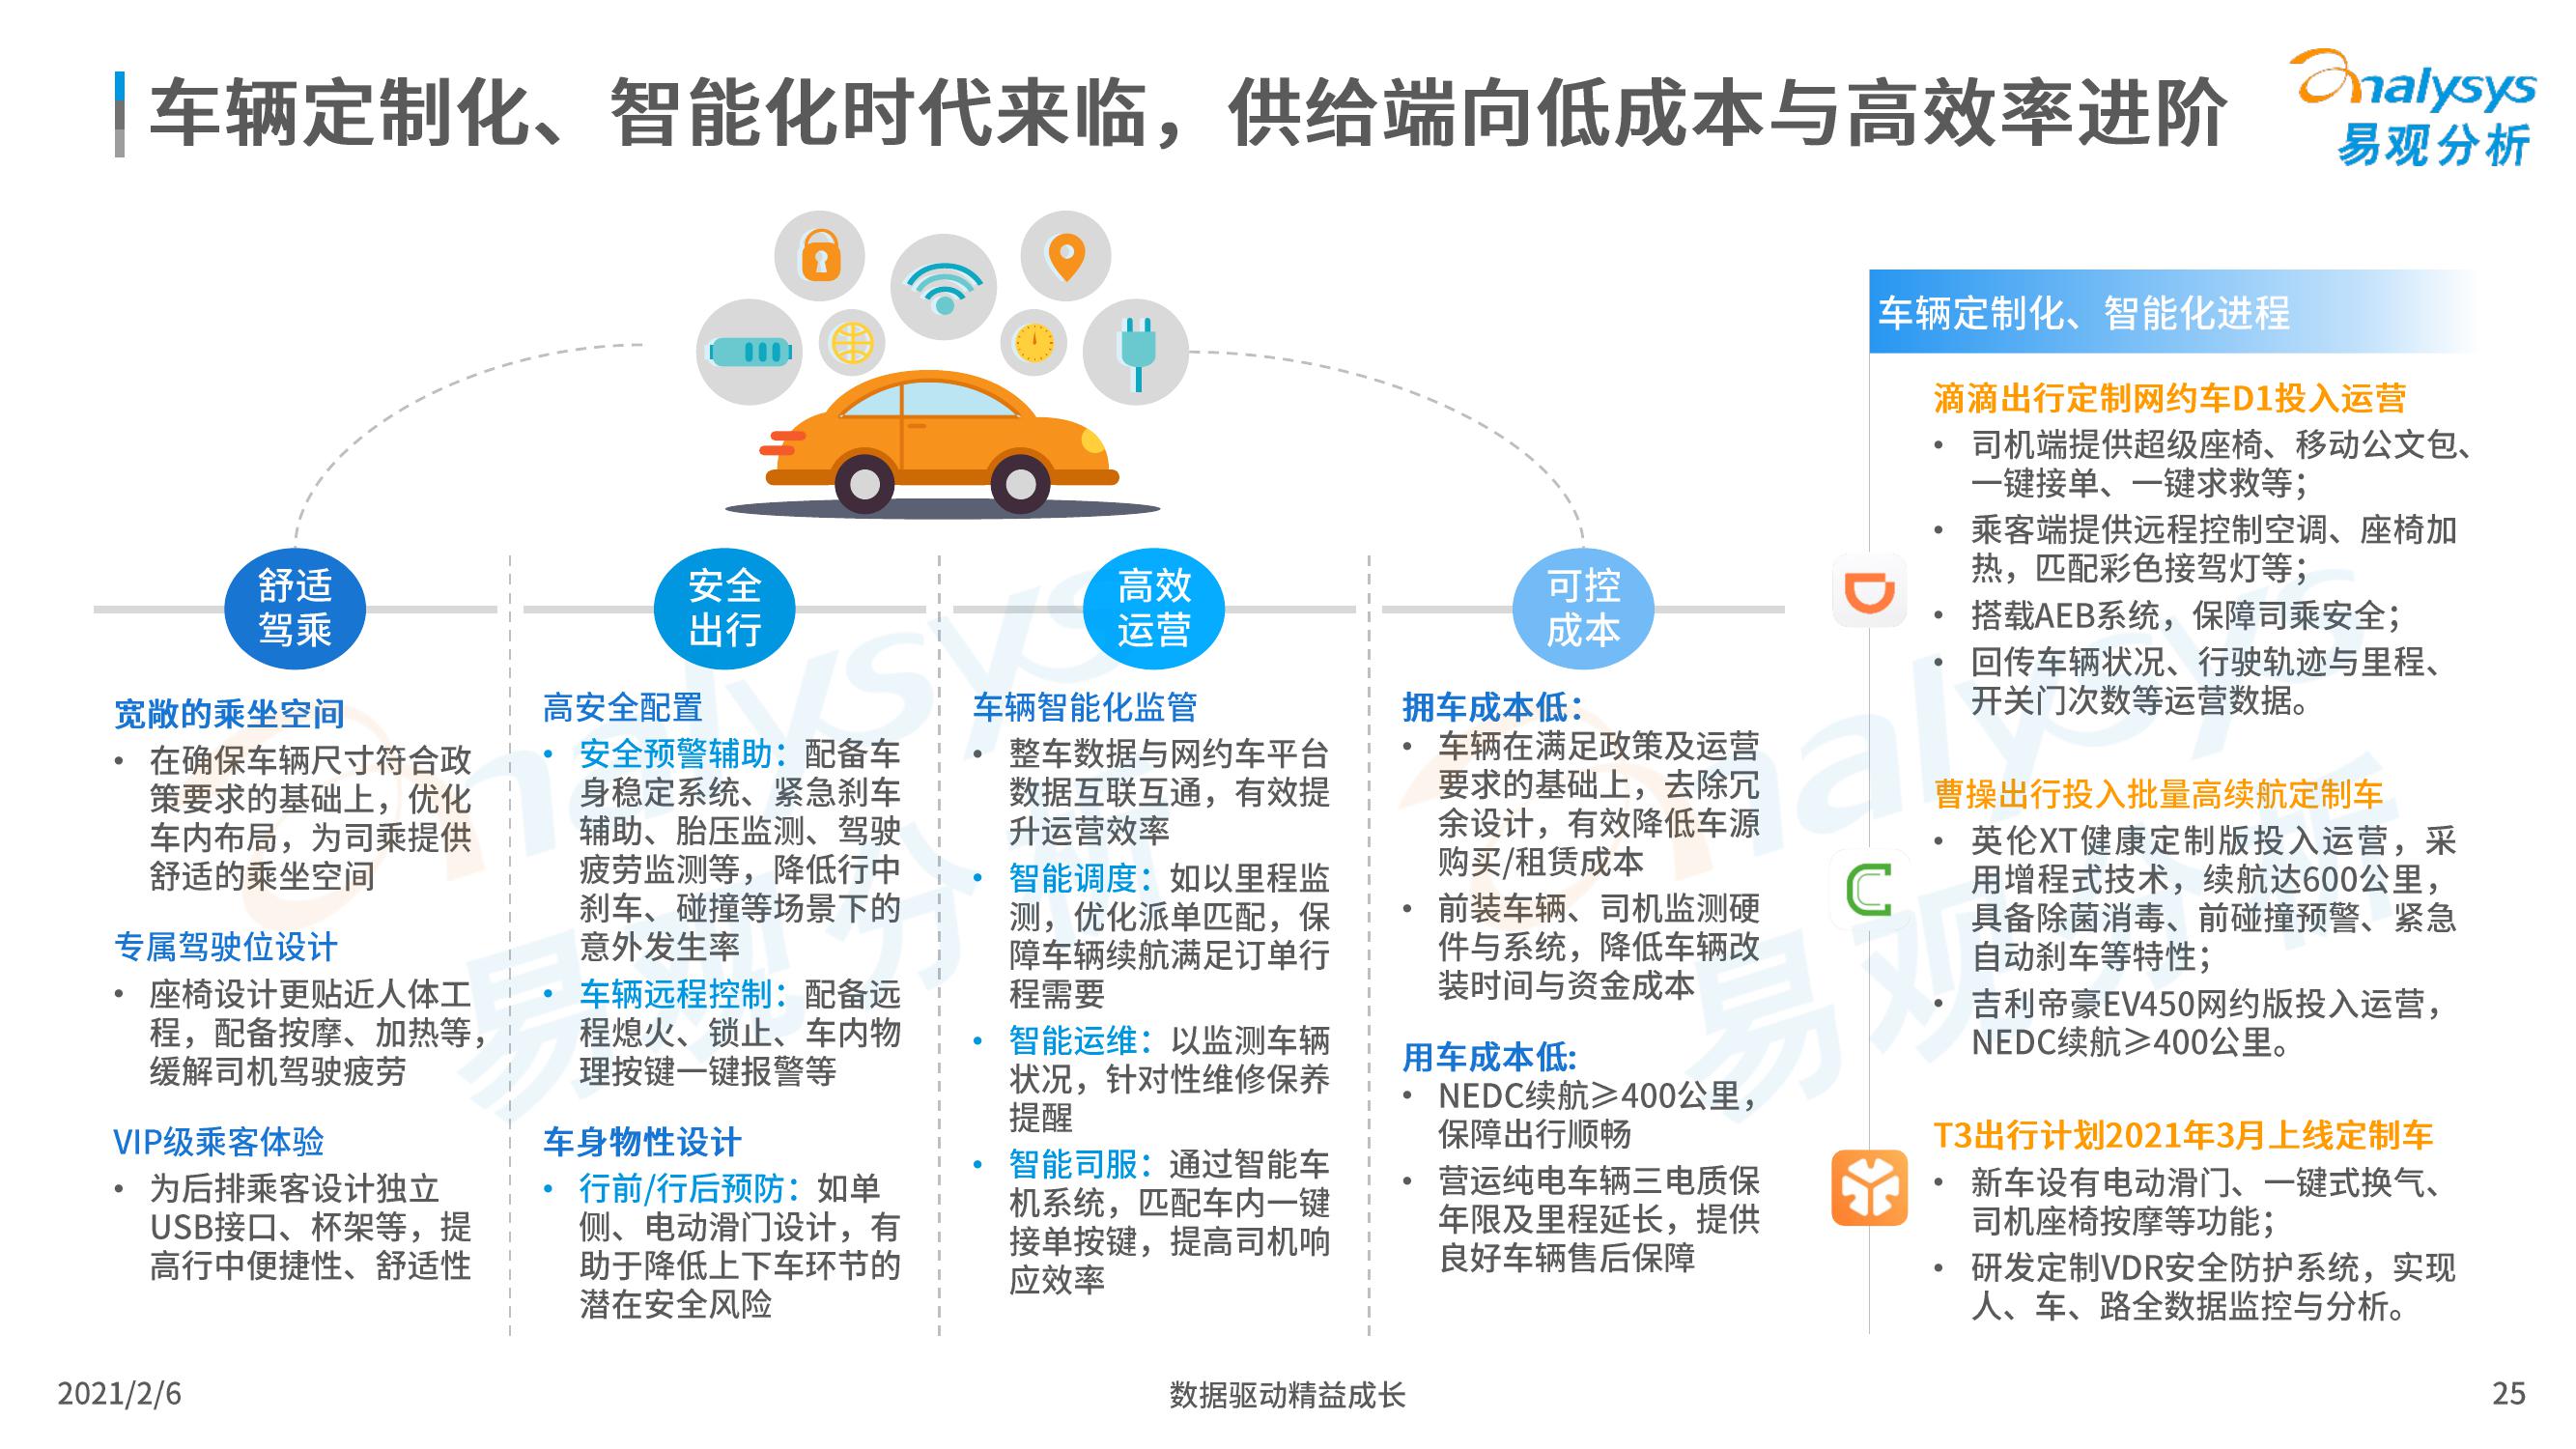 车辆定制化、智能化时代来临，供给端向低成本与高效率进阶
analysys
易观分析
舒适
驾乘
宽敞的乘坐空间
• 在确保车辆尺寸符合政
策要求的基础上，优化
车内布局，为司乘提供
舒适的乘坐空间
专属驾驶位设计
• 座椅设计更贴近人体工
程，配备按摩、加热等，
缓解司机驾驶疲劳
VIP级乘客体验
• 为后排乘客设计独立
USB接口、杯架等，提
高行中便捷性、舒适性
安全
出行
高安全配置
• 安全预警辅助：配备车
身稳定系统、紧急刹车
辅助、胎压监测、驾驶
疲劳监测等，降低行中
刹车、碰撞等场景下的
意外发生率
• 车辆远程控制：配备远
程熄火、锁止、车内物
理按键一键报警等
车身物性设计
• 行前/行后预防：如单
侧、电动滑门设计，有
助于降低上下车环节的
潜在安全风险
高效
运营
车辆智能化监管
• 整车数据与网约车平台
数据互联互通，有效提
升运营效率
• 智能调度：如以里程监
测，优化派单匹配，保
障车辆续航满足订单行
程需要
• 智能运维：以监测车辆
状况，针对性维修保养
提醒
• 智能司服：通过智能车
机系统，匹配车内一键
接单按键，提高司机响
应效率
可控
成本
拥车成本低：
• 车辆在满足政策及运营
要求的基础上，去除冗
余设计，有效降低车源
购买/租赁成本
• 前装车辆、司机监测硬
件与系统，降低车辆改
装时间与资金成本
用车成本低:
• NEDC续航≥400公里，
保障出行顺畅
• 营运纯电车辆三电质保
年限及里程延长，提供
良好车辆售后保障
车辆定制化、智能化进程
滴滴出行定制网约车D1投入运营
• 司机端提供超级座椅、移动公文包、
一键接单、一键求救等；
• 乘客端提供远程控制空调、座椅加
热，匹配彩色接驾灯等；
• 搭载AEB系统，保障司乘安全；
• 回传车辆状况、行驶轨迹与里程、
开关门次数等运营数据。
曹操出行投入批量高续航定制车
• 英伦XT健康定制版投入运营，采
用增程式技术，续航达600公里，
具备除菌消毒、前碰撞预警、紧急
自动刹车等特性；
• 吉利帝豪EV450网约版投入运营，
NEDC续航≥400公里。
T3出行计划2021年3月上线定制车
• 新车设有电动滑门、一键式换气、
司机座椅按摩等功能；
• 研发定制VDR安全防护系统，实现
人、车、路全数据监控与分析。
2021/2/6
数据驱动精益成长
25